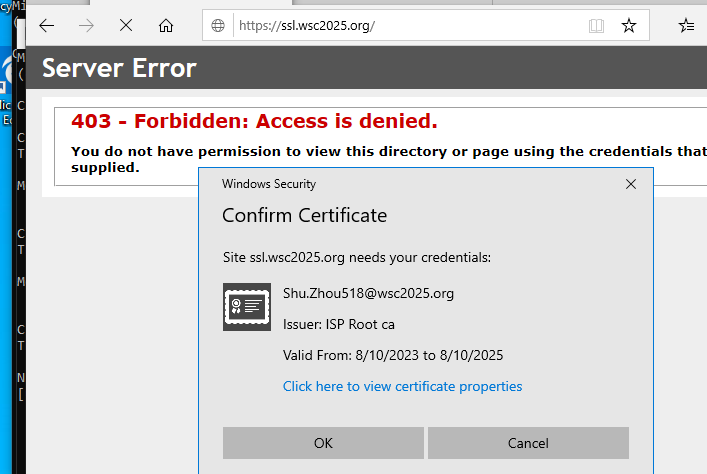 https://ssl.wsc2025.org/
Server Error
403 - Forbidden: Access is denied.
You do not have permission to view this directory or page using the credentials that
supplied.
Windows Security
Confirm Certificate
Site ssl.wsc2025.org needs your credentials:
Shu.Zhou518@wsc2025.org
Issuer: ISP Root ca
Valid From: 8/10/2023 to 8/10/2025
Click here to view certificate properties
OK
Cancel